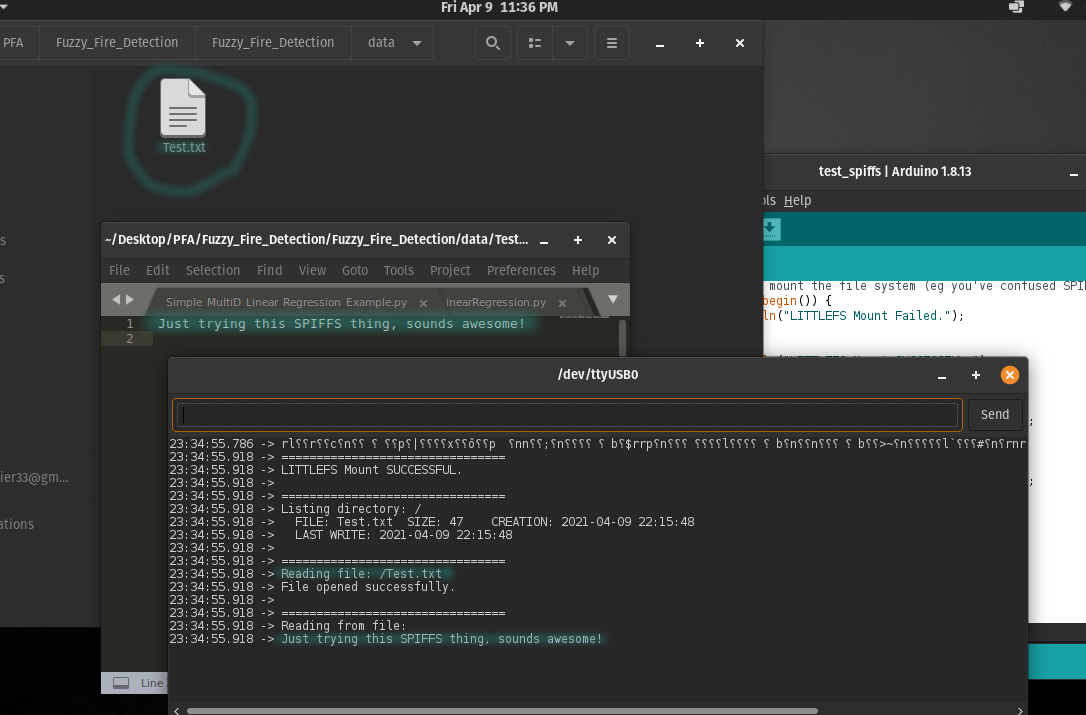 Fri Apr 9 11:36 PM
PFA Fuzzy_Fire_Detection Fuzzy_Fire_Detection data
Test.txt
test_spiffs | Arduino 1.8.13
ols Help
mount the file system (eg you've confused SPI
begin()) {
ln("LITTLEFS Mount Failed.");
~/Desktop/PFA/Fuzzy_Fire_Detection/Fuzzy_Fire_Detection/data/Test...
File Edit Selection Find View Goto Tools Project Preferences Help
Simple MultiD Linear Regression Example.py inearRegression.py
1 Just trying this SPIFFS thing, sounds awesome!
2
/dev/ttyUSB0
Send
23:34:55.786 ->
23:34:55.918 -> ==============================
23:34:55.918 -> LITTLEFS Mount SUCCESSFUL.
23:34:55.918 ->
23:34:55.918 -> ==============================
23:34:55.918 -> Listing directory: /
23:34:55.918 -> FILE: Test.txt SIZE: 47 CREATION: 2021-04-09 22:15:48
23:34:55.918 -> LAST WRITE: 2021-04-09 22:15:48
23:34:55.918 ->
23:34:55.918 -> ==============================
23:34:55.918 -> Reading file: /Test.txt
23:34:55.918 -> File opened successfully.
23:34:55.918 ->
23:34:55.918 -> ==============================
23:34:55.918 -> Reading from file:
23:34:55.918 -> Just trying this SPIFFS thing, sounds awesome!
ier33@gm...
ations
Line